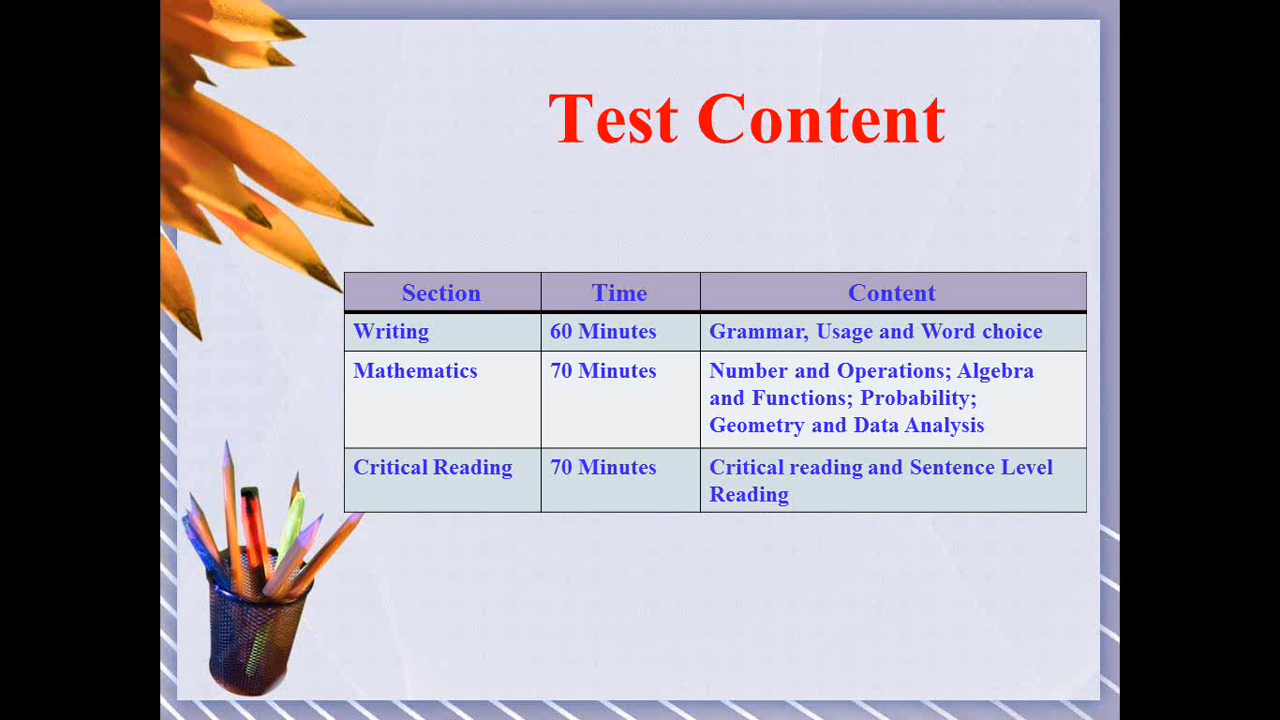 Test Content
Section Time Content
Writing 60 Minutes Grammar, Usage and Word choice
Mathematics 70 Minutes Number and Operations; Algebra
and Functions; Probability;
Geometry and Data Analysis
Critical Reading 70 Minutes Critical reading and Sentence Level
Reading